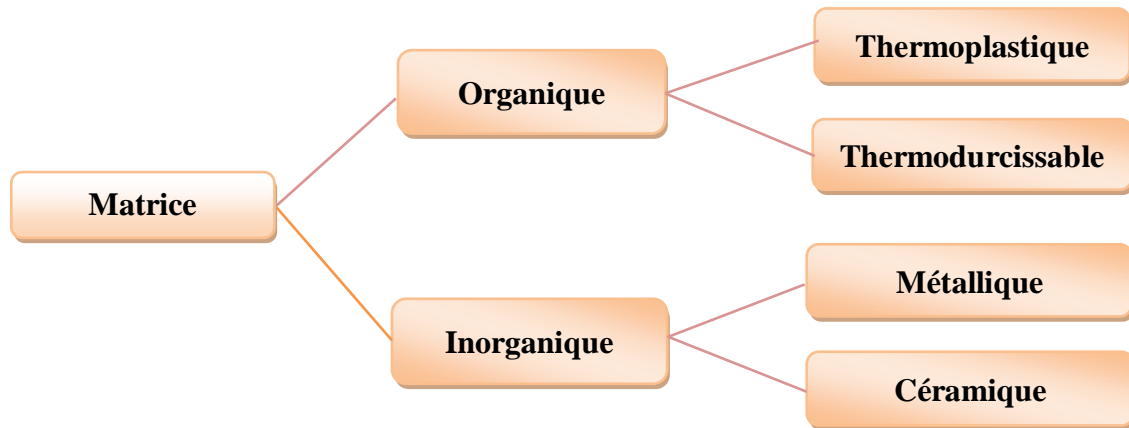 Matrice
Organique
Thermoplastique
Thermodurcissable
Inorganique
Métallique
Céramique